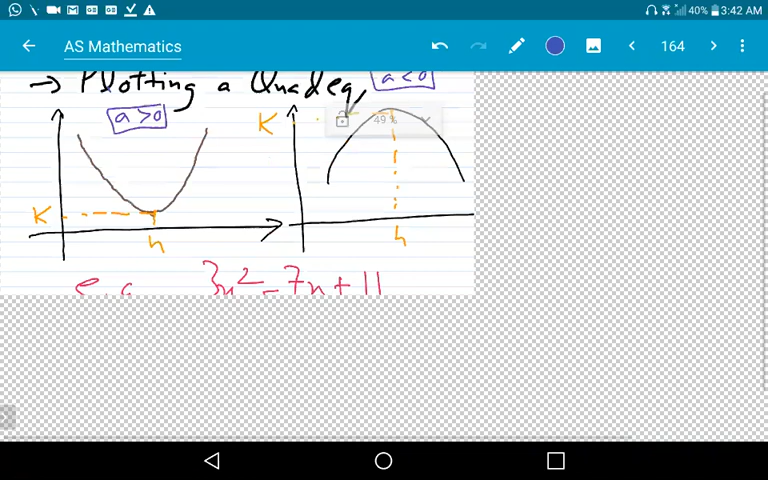 40% 3:42 AM
AS Mathematics
164
→ Plotting a Quadeq,
a < 0
a > 0
K
49 %
K
h
h
e.g. 3x² - 7x + 11